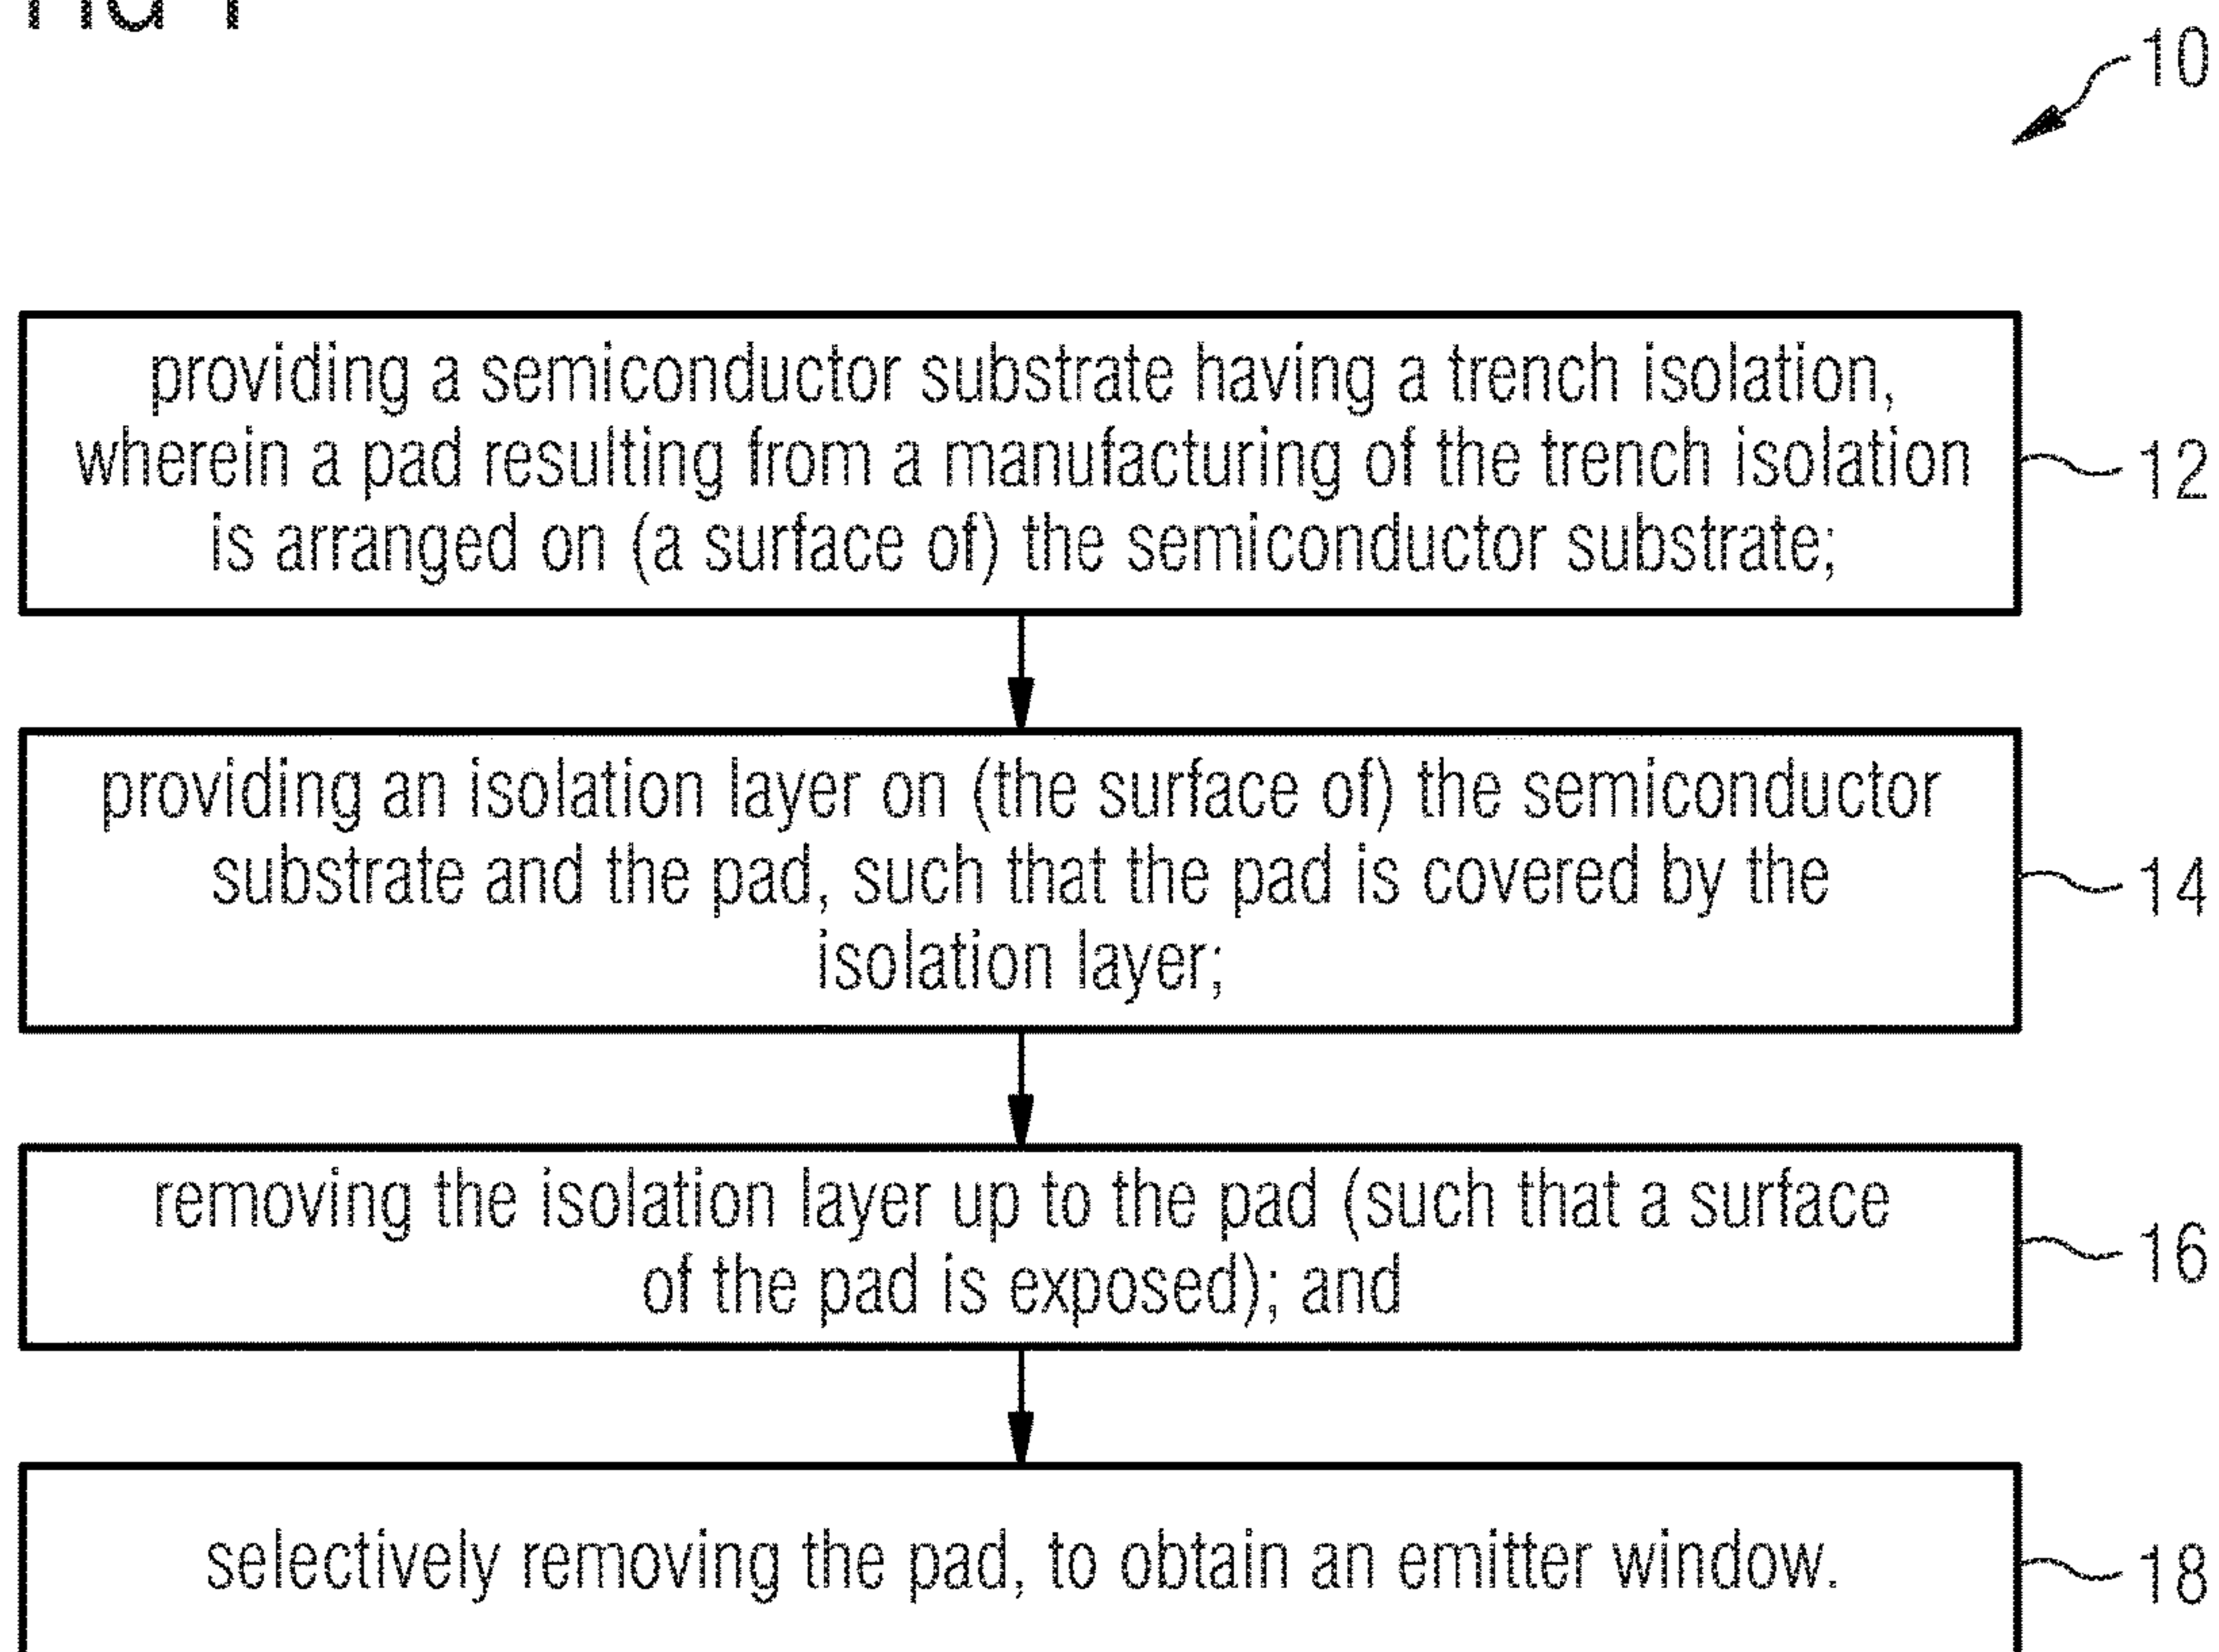 10
providing a semiconductor substrate having a trench isolation,
wherein a pad resulting from a manufacturing of the trench isolation
is arranged on (a surface of) the semiconductor substrate;
12
providing an isolation layer on (the surface of) the semiconductor
substrate and the pad, such that the pad is covered by the
isolation layer;
14
removing the isolation layer up to the pad (such that a surface
of the pad is exposed); and
16
selectively removing the pad, to obtain an emitter window.
18